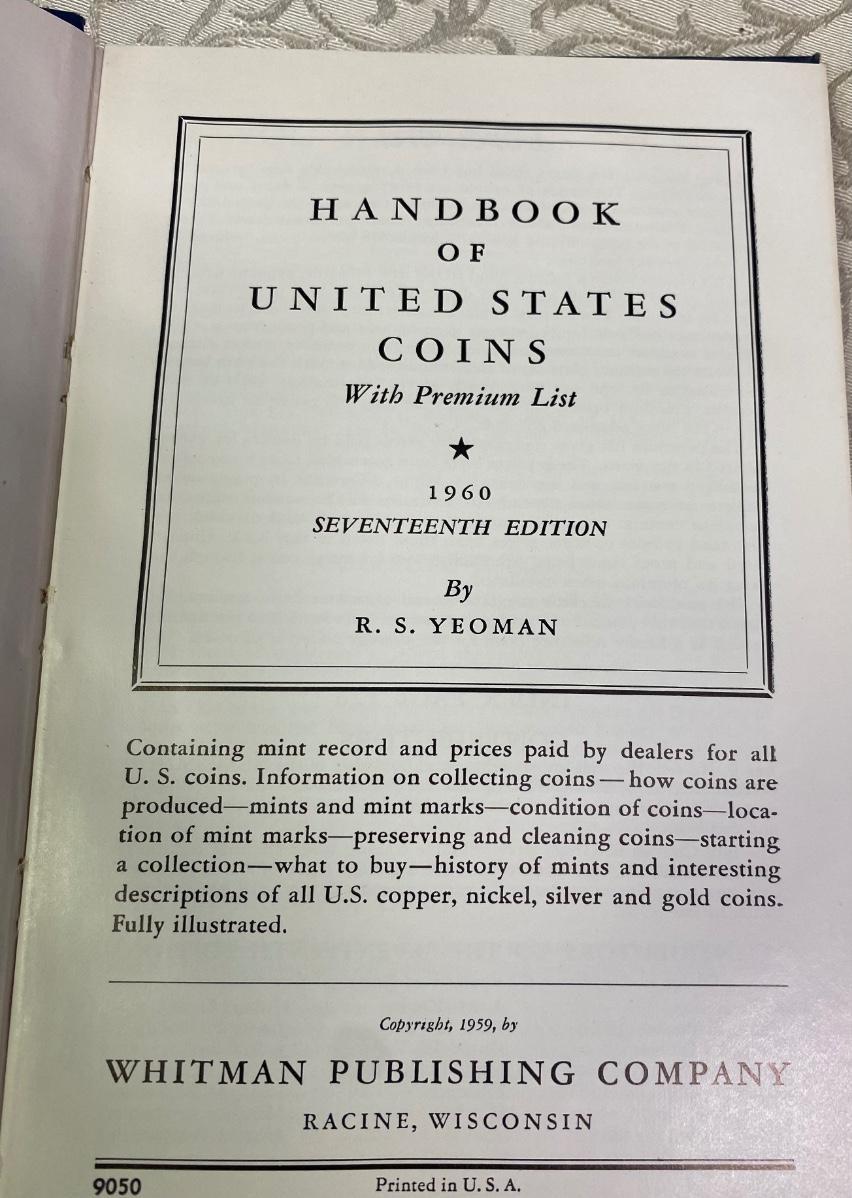 HANDBOOK
OF
UNITED STATES
COINS
With Premium List
★
1960
SEVENTEENTH EDITION
By
R. S. YEOMAN
Containing mint record and prices paid by dealers for all
U. S. coins. Information on collecting coins — how coins are
produced—mints and mint marks—condition of coins—loca-
tion of mint marks—preserving and cleaning coins—starting
a collection—what to buy—history of mints and interesting
descriptions of all U.S. copper, nickel, silver and gold coins.
Fully illustrated.
Copyright, 1959, by
WHITMAN PUBLISHING COMPANY
RACINE, WISCONSIN
9050 Printed in U. S. A.